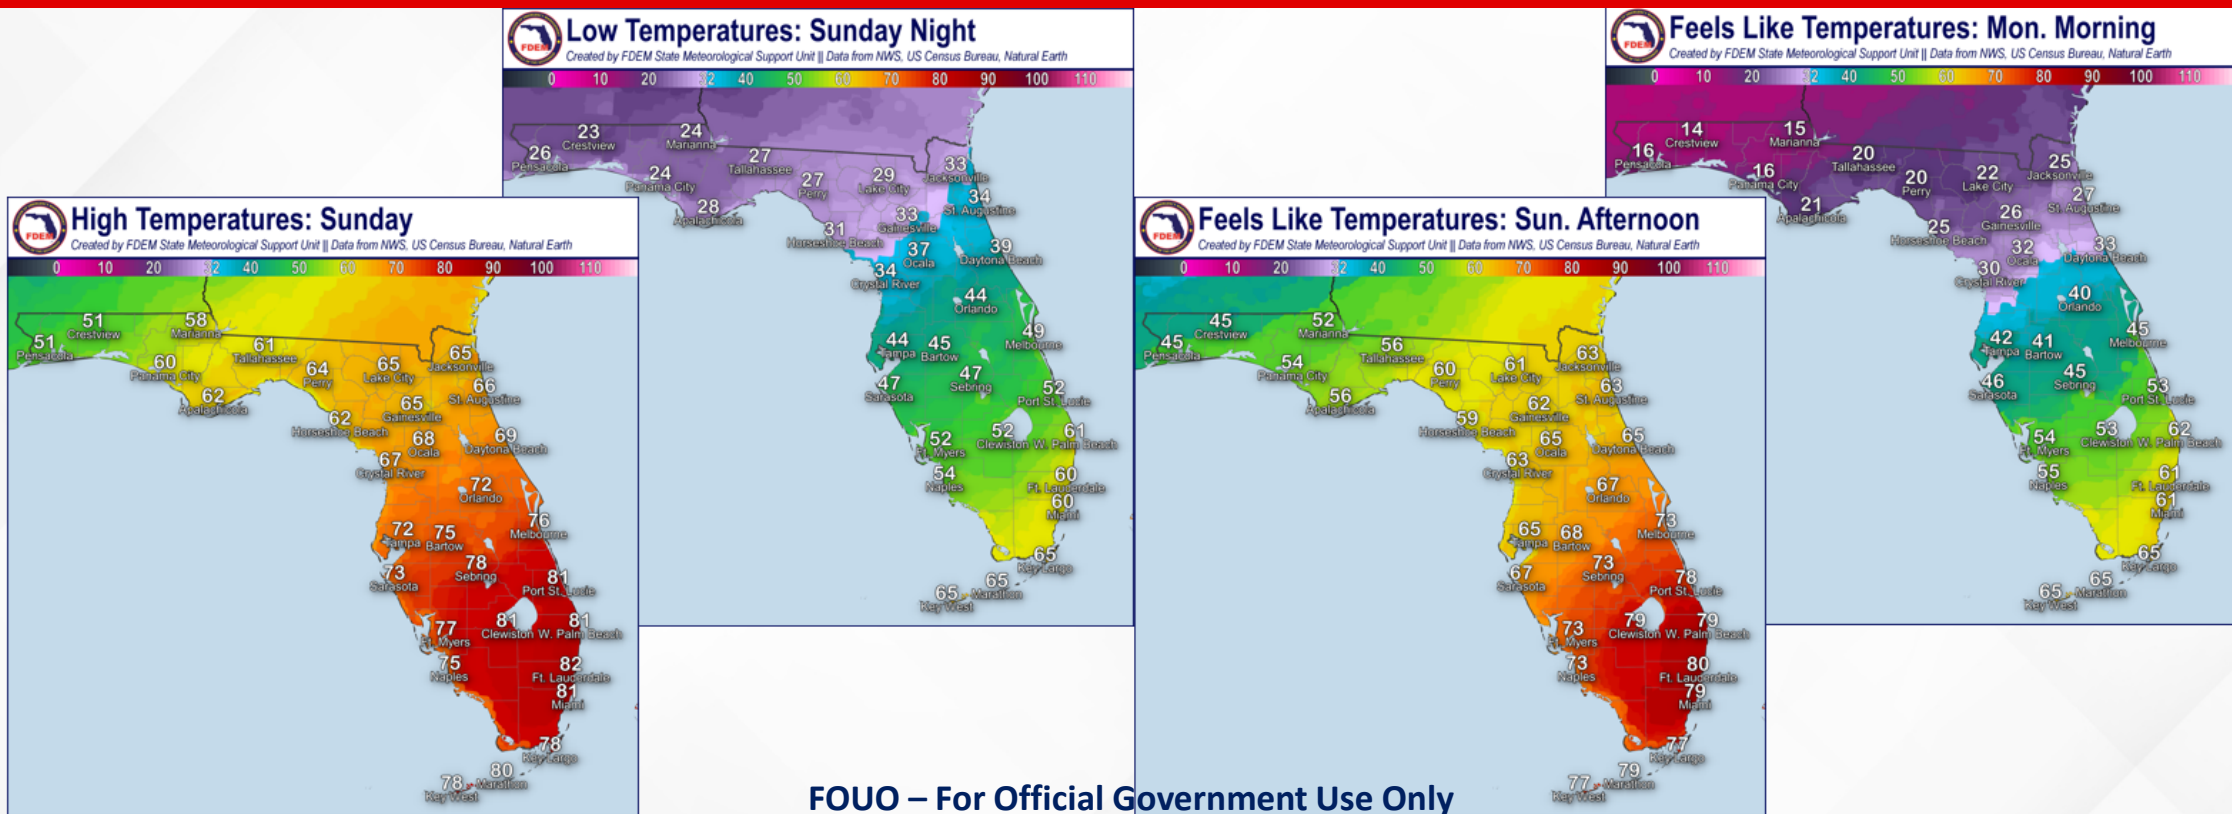 Low Temperatures: Sunday Night
Created by FDEM State Meteorological Support Unit || Data from NWS, US Census Bureau, Natural Earth
0 10 20 32 40 50 60 70 80 90 100 110
23 Crestview
24 Marianna
26 Pensacola
27 Tallahassee
24 Panama City
27 Perry
29 Lake City
33 Jacksonville
28 Apalachicola
34 St. Augustine
33 Gainesville
31 Horseshoe Beach
37 Ocala
39 Daytona Beach
34 Crystal River
44 Orlando
49 Melbourne
44 Tampa
45 Bartow
47 Sebring
47 Sarasota
52 Port St. Lucie
52 Ft. Myers
52 Clewiston
61 W. Palm Beach
54 Naples
60 Ft. Lauderdale
60 Miami
65 Key Largo
65 Marathon
65 Key West
Feels Like Temperatures: Mon. Morning
Created by FDEM State Meteorological Support Unit || Data from NWS, US Census Bureau, Natural Earth
0 10 20 32 40 50 60 70 80 90 100 110
14 Crestview
15 Marianna
16 Pensacola
20 Tallahassee
16 Panama City
20 Perry
22 Lake City
25 Jacksonville
21 Apalachicola
27 St. Augustine
26 Gainesville
25 Horseshoe Beach
32 Ocala
33 Daytona Beach
30 Crystal River
40 Orlando
45 Melbourne
42 Tampa
41 Bartow
45 Sebring
46 Sarasota
53 Port St. Lucie
54 Ft. Myers
53 Clewiston
62 W. Palm Beach
55 Naples
61 Ft. Lauderdale
61 Miami
65 Key Largo
65 Marathon
65 Key West
High Temperatures: Sunday
Created by FDEM State Meteorological Support Unit || Data from NWS, US Census Bureau, Natural Earth
0 10 20 32 40 50 60 70 80 90 100 110
51 Crestview
58 Marianna
51 Pensacola
61 Tallahassee
60 Panama City
64 Perry
65 Lake City
65 Jacksonville
62 Apalachicola
66 St. Augustine
65 Gainesville
62 Horseshoe Beach
68 Ocala
69 Daytona Beach
67 Crystal River
72 Orlando
76 Melbourne
72 Tampa
75 Bartow
78 Sebring
73 Sarasota
81 Port St. Lucie
77 Ft. Myers
81 Clewiston
81 W. Palm Beach
75 Naples
82 Ft. Lauderdale
81 Miami
78 Key Largo
80 Marathon
78 Key West
Feels Like Temperatures: Sun. Afternoon
Created by FDEM State Meteorological Support Unit || Data from NWS, US Census Bureau, Natural Earth
0 10 20 32 40 50 60 70 80 90 100 110
45 Crestview
52 Marianna
45 Pensacola
56 Tallahassee
54 Panama City
60 Perry
61 Lake City
63 Jacksonville
56 Apalachicola
63 St. Augustine
62 Gainesville
59 Horseshoe Beach
65 Ocala
65 Daytona Beach
63 Crystal River
67 Orlando
73 Melbourne
65 Tampa
68 Bartow
73 Sebring
67 Sarasota
78 Port St. Lucie
73 Ft. Myers
79 Clewiston
79 W. Palm Beach
73 Naples
80 Ft. Lauderdale
79 Miami
77 Key Largo
79 Marathon
77 Key West
FOUO – For Official Government Use Only